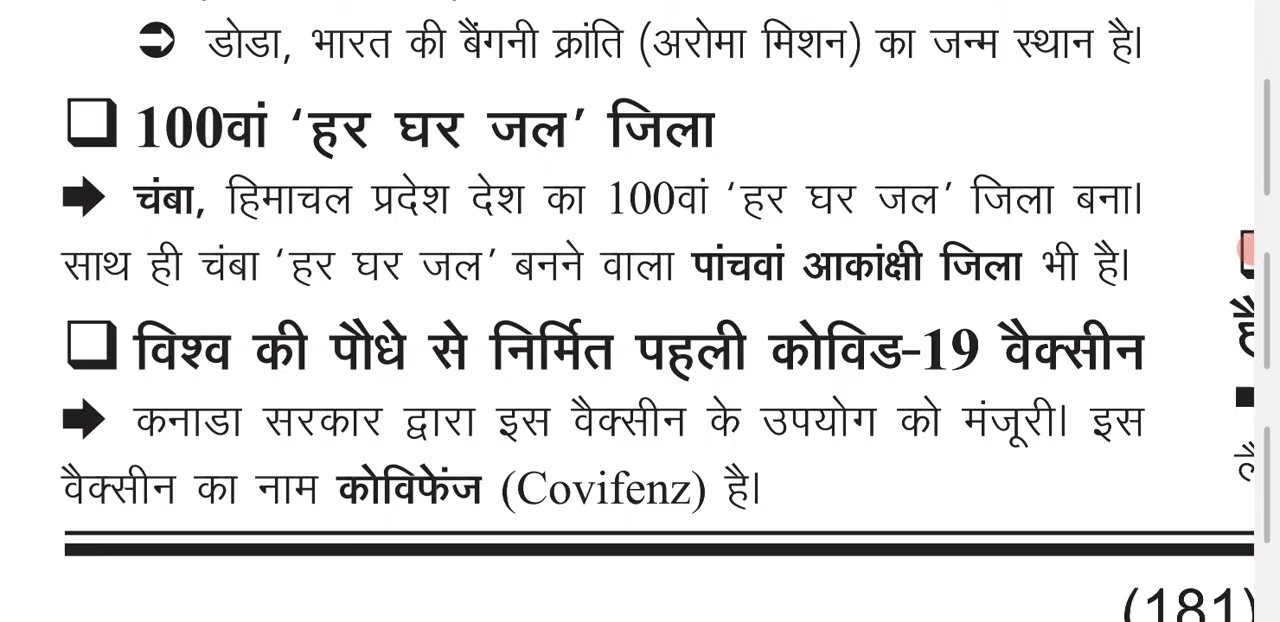 ➲ डोडा, भारत की बैंगनी क्रांति (अरोमा मिशन) का जन्म स्थान है।
❑ 100वां ‘हर घर जल’ जिला
➡ चंबा, हिमाचल प्रदेश देश का 100वां ‘हर घर जल’ जिला बना।
साथ ही चंबा ‘हर घर जल’ बनने वाला पांचवां आकांक्षी जिला भी है।
❑ विश्व की पौधे से निर्मित पहली कोविड-19 वैक्सीन
➡ कनाडा सरकार द्वारा इस वैक्सीन के उपयोग को मंजूरी। इस
वैक्सीन का नाम कोविफेंज (Covifenz) है।
(181)